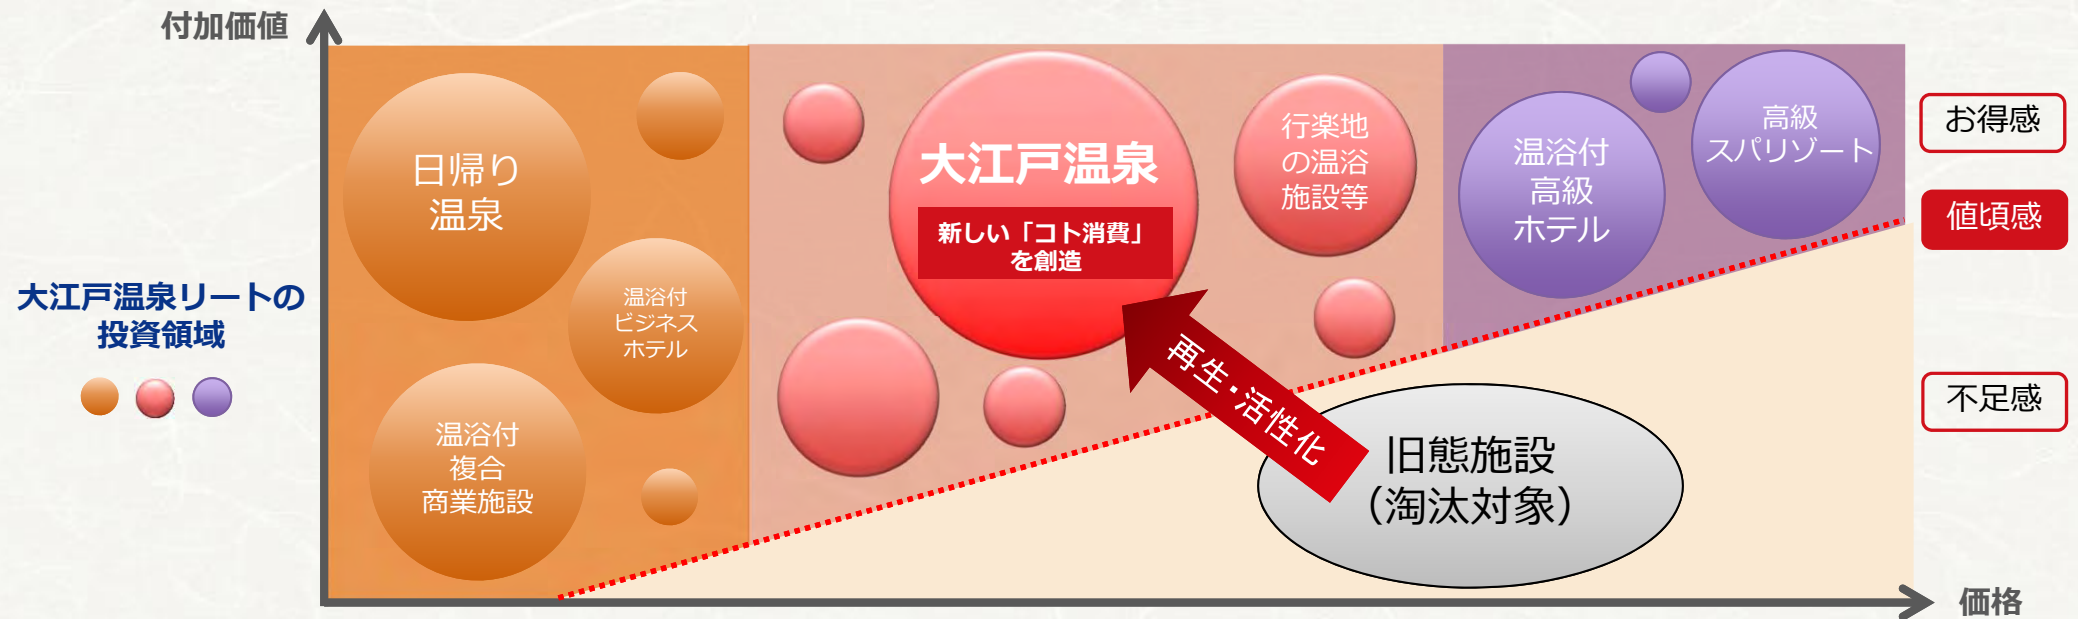 付加価値
大江戸温泉リートの
投資領域
日帰り
温泉
温浴付
ビジネス
ホテル
温浴付
複合
商業施設
大江戸温泉
新しい「コト消費」
を創造
行楽地
の温浴
施設等
温浴付
高級
ホテル
高級
スパリゾート
再生・活性化
旧態施設
（淘汰対象）
お得感
値頃感
不足感
価格